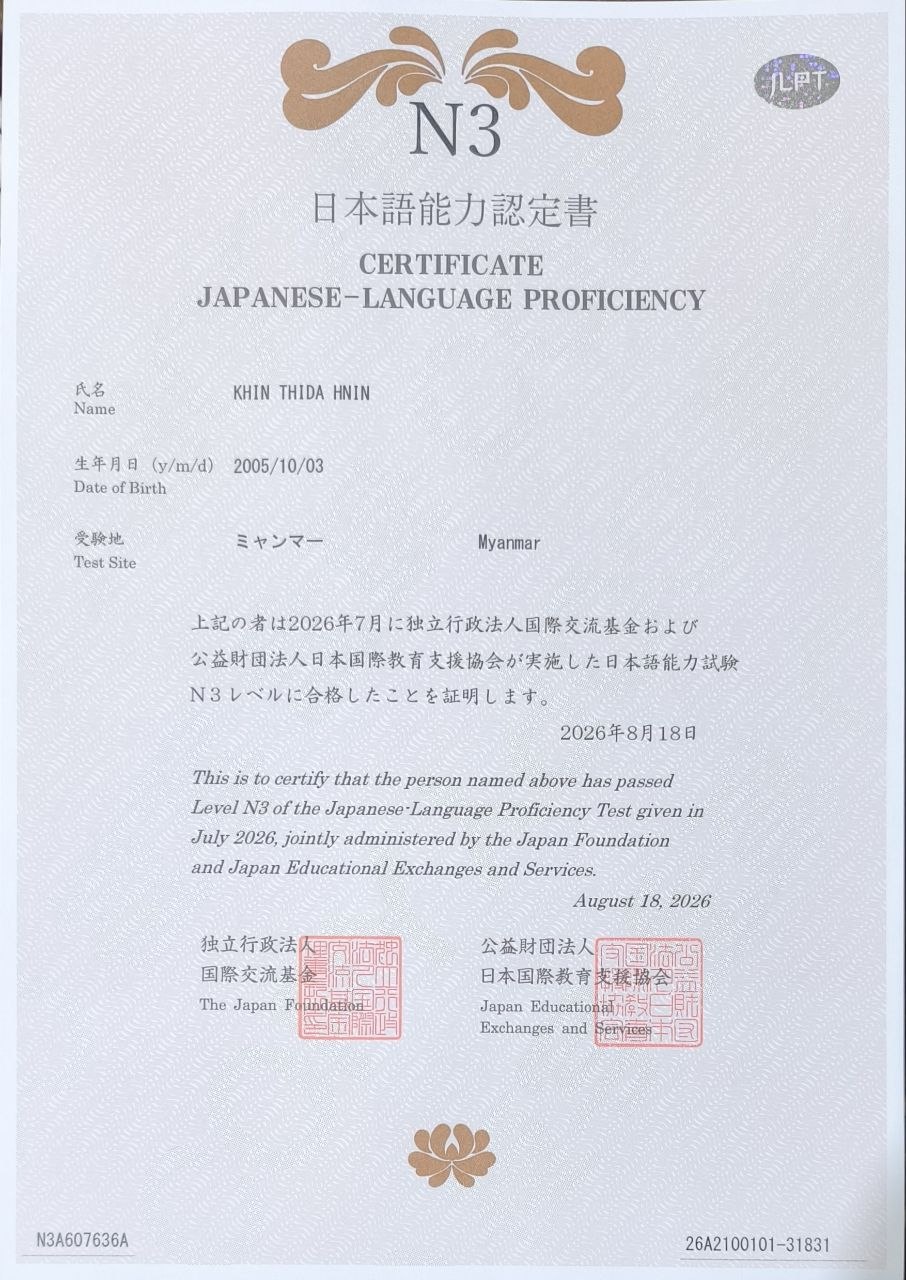 JLPT
N3
日本語能力認定書
CERTIFICATE
JAPANESE-LANGUAGE PROFICIENCY
氏名 KHIN THIDA HNIN
Name
生年月日 (y/m/d) 2005/10/03
Date of Birth
受験地 ミャンマー Myanmar
Test Site
上記の者は2026年7月に独立行政法人国際交流基金および
公益財団法人日本国際教育支援協会が実施した日本語能力試験
N3レベルに合格したことを証明します。
2026年8月18日
This is to certify that the person named above has passed
Level N3 of the Japanese-Language Proficiency Test given in
July 2026, jointly administered by the Japan Foundation
and Japan Educational Exchanges and Services.
August 18, 2026
独立行政法人
国際交流基金
The Japan Foundation
公益財団法人
日本国際教育支援協会
Japan Educational
Exchanges and Services
N3A607636A
26A2100101-31831